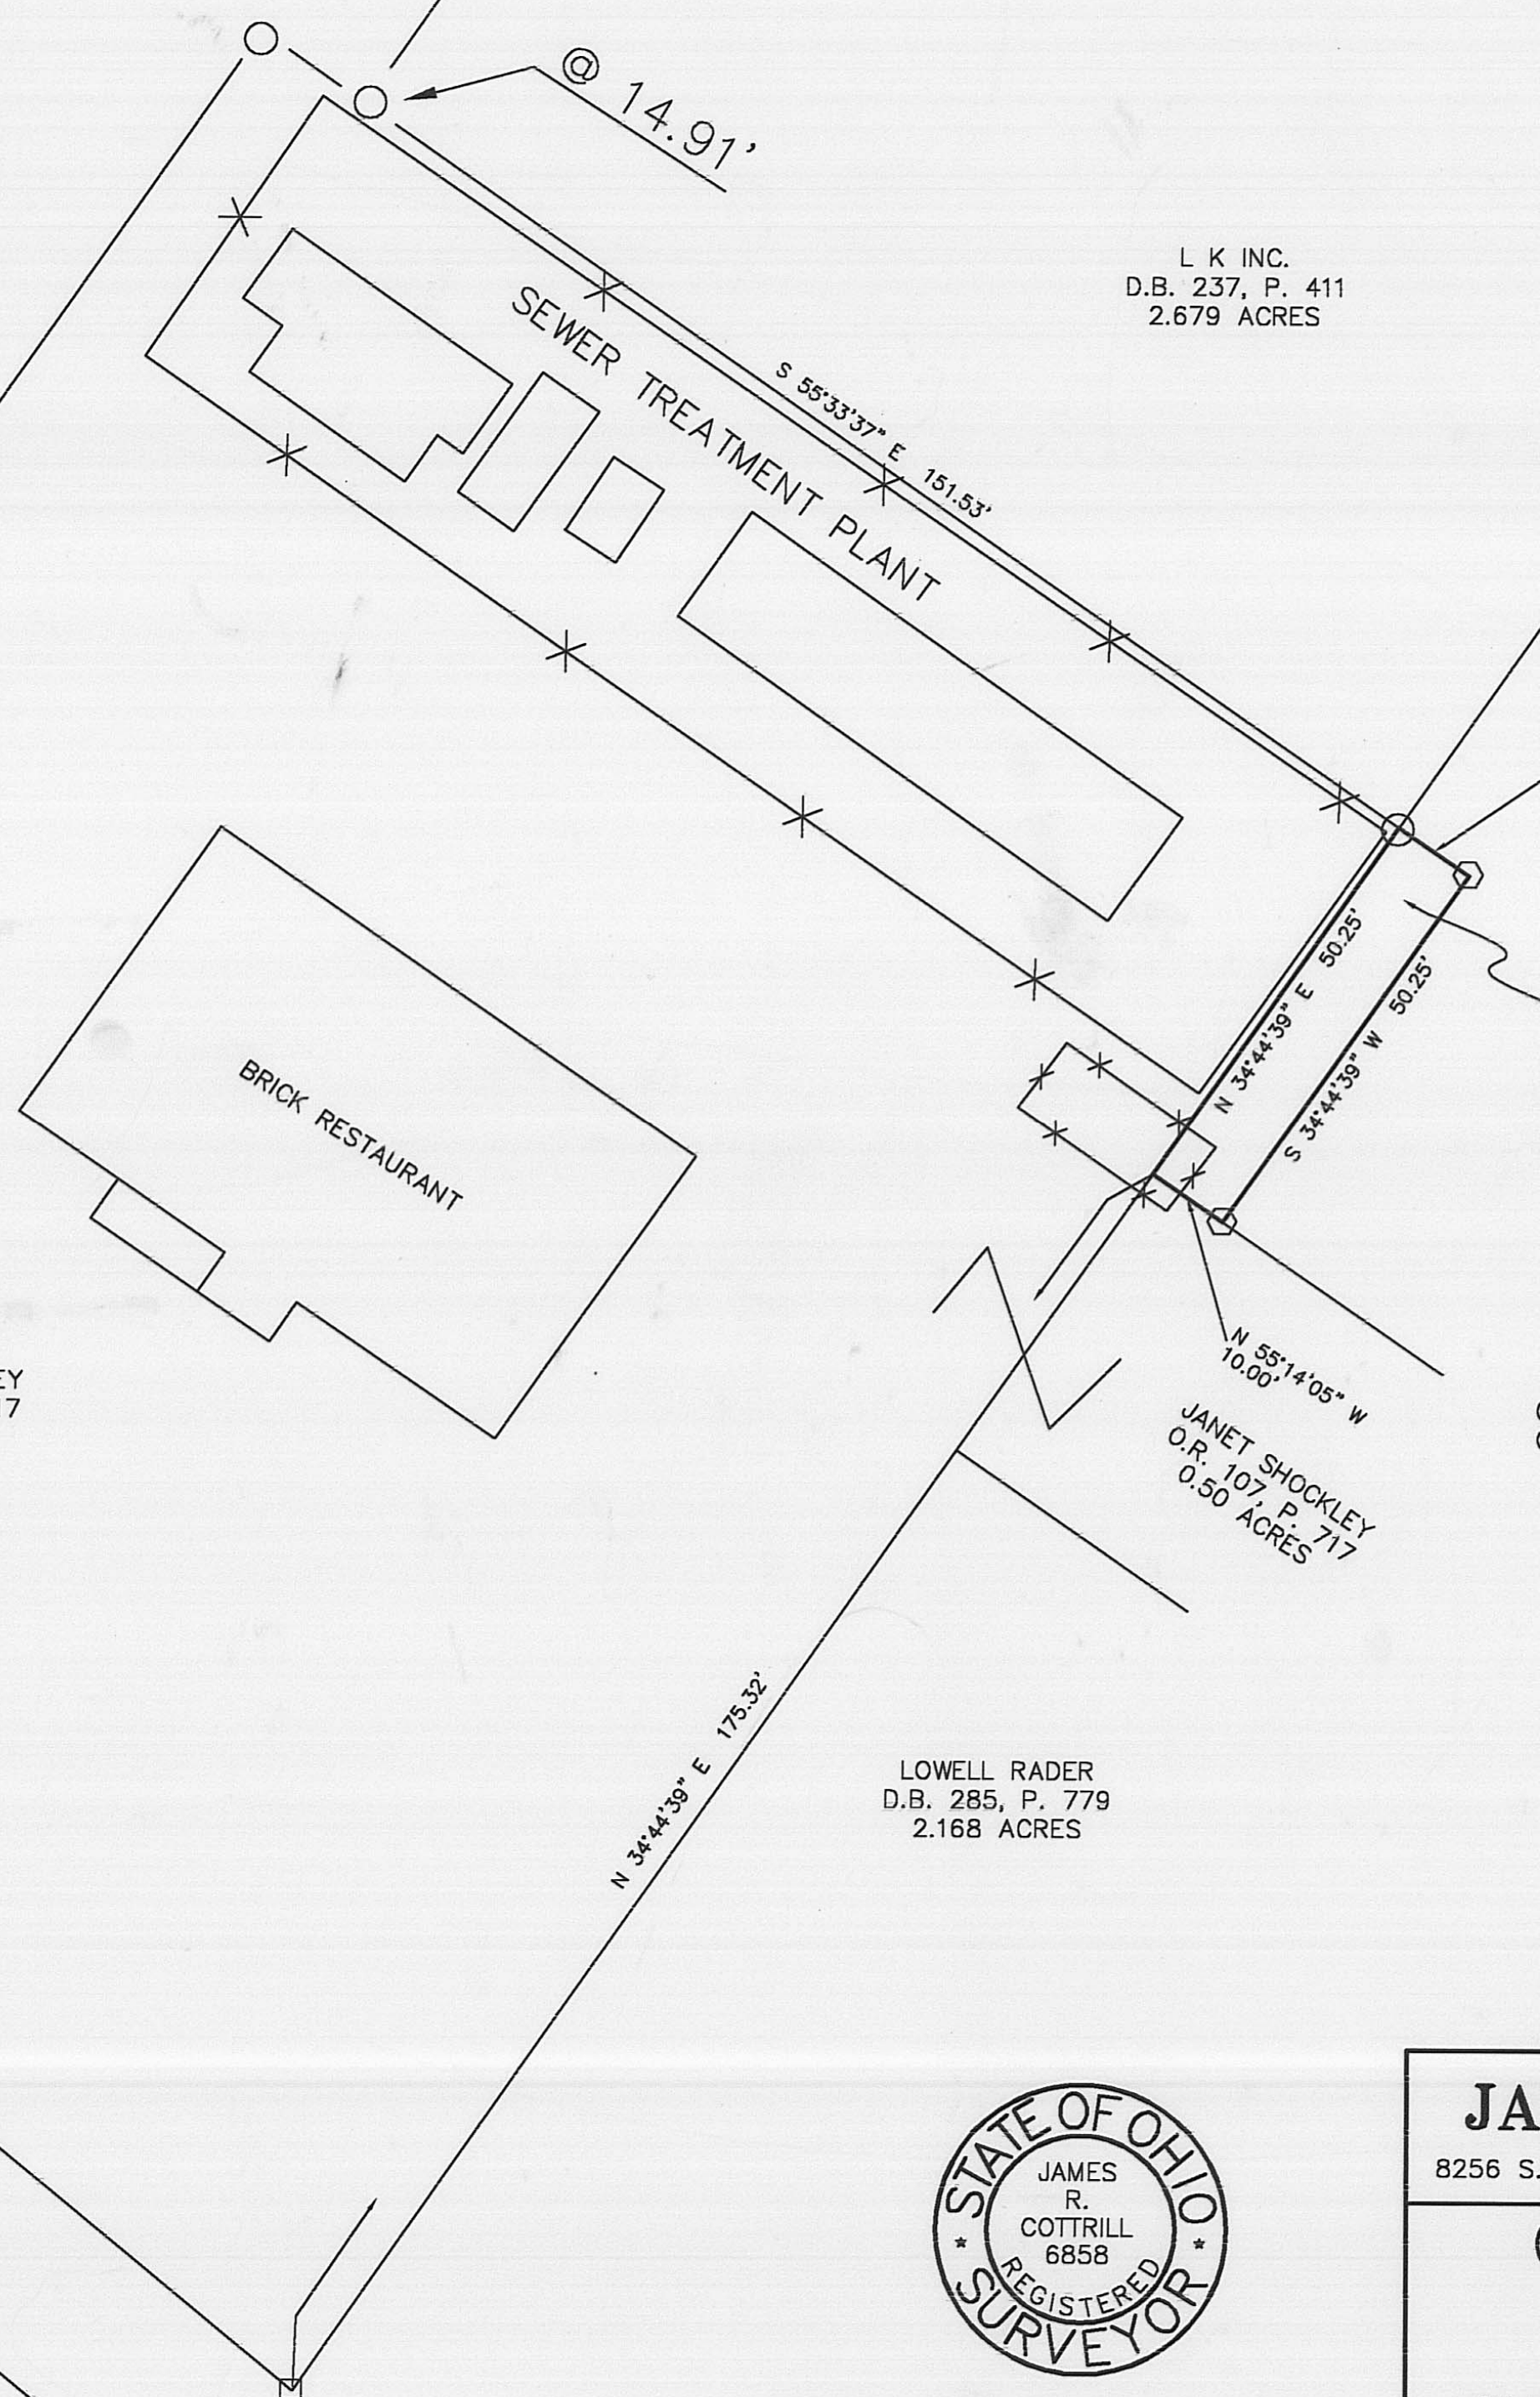 @ 14.91'
L K INC.
D.B. 237, P. 411
2.679 ACRES
SEWER TREATMENT PLANT
S 55°33'37" E 151.53'
N 34°44'39" E 50.25'
S 34°44'39" W 50.25'
BRICK RESTAURANT
N 55°14'05" W
10.00'
EY
7
JANET SHOCKLEY
O.R. 107, P. 717
0.50 ACRES
N 34°44'39" E 175.32'
LOWELL RADER
D.B. 285, P. 779
2.168 ACRES
STATE OF OHIO
JAMES
R.
COTTRILL
6858
REGISTERED
SURVEYOR
JA
8256 S.